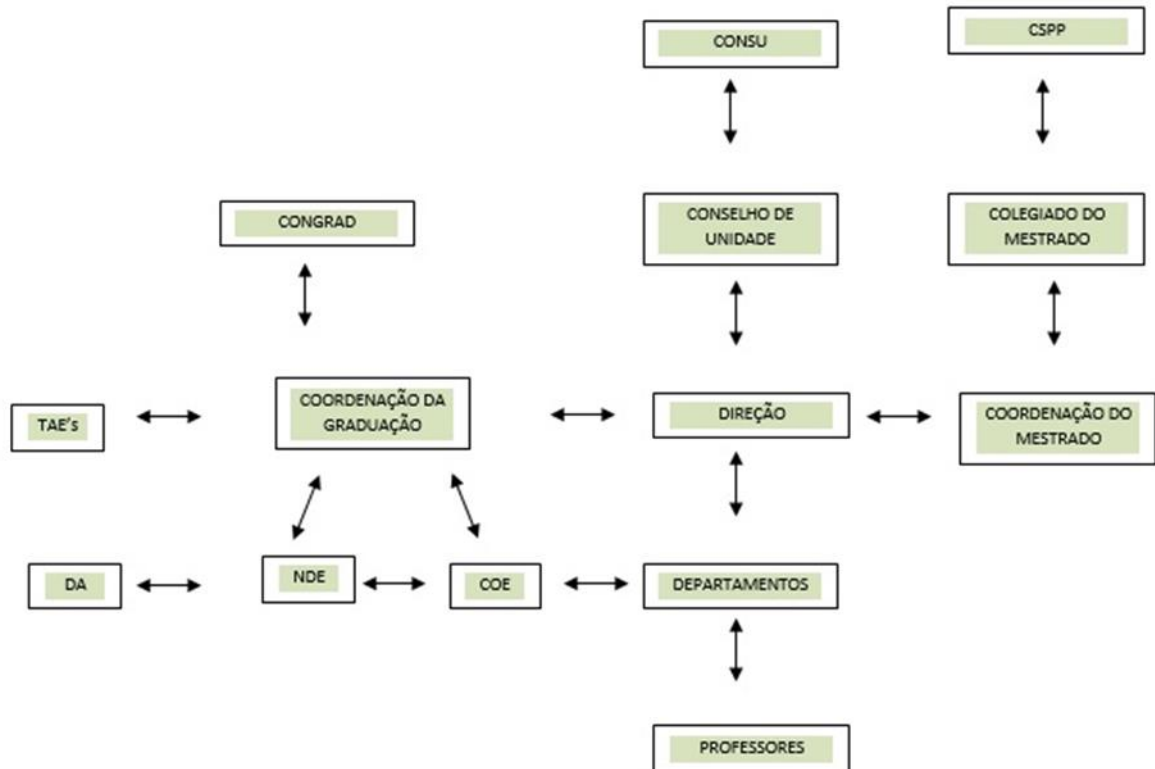 CONSU
CSPP
CONGRAD
CONSELHO DE
UNIDADE
COLEGIADO DO
MESTRADO
TAE's
COORDENAÇÃO DA
GRADUAÇÃO
DIREÇÃO
COORDENAÇÃO DO
MESTRADO
DA
NDE
COE
DEPARTAMENTOS
PROFESSORES